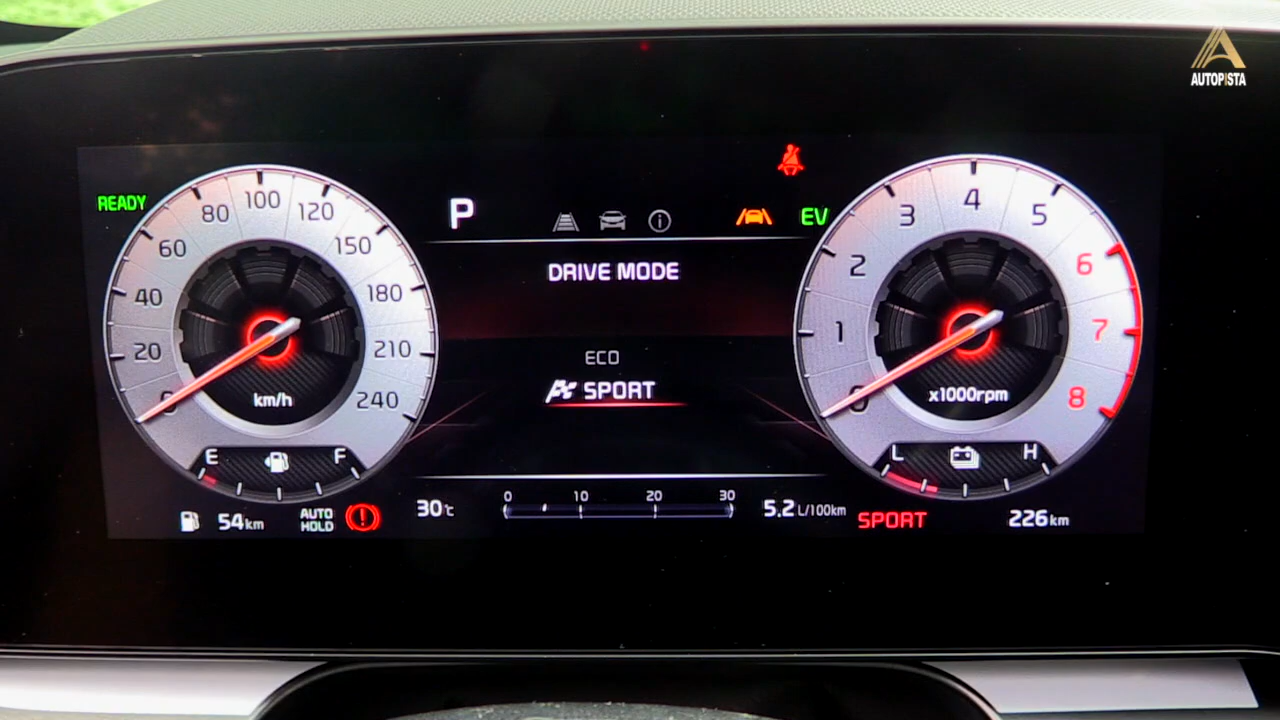 AUTOPISTA
READY
P
EV
0 20 40 60 80 100 120 150 180 210 240
km/h
E F
DRIVE MODE
ECO
SPORT
0 1 2 3 4 5 6 7 8
x1000rpm
L H
54km
AUTO HOLD
30°C
0 10 20 30
5.2 L/100km
SPORT
226km